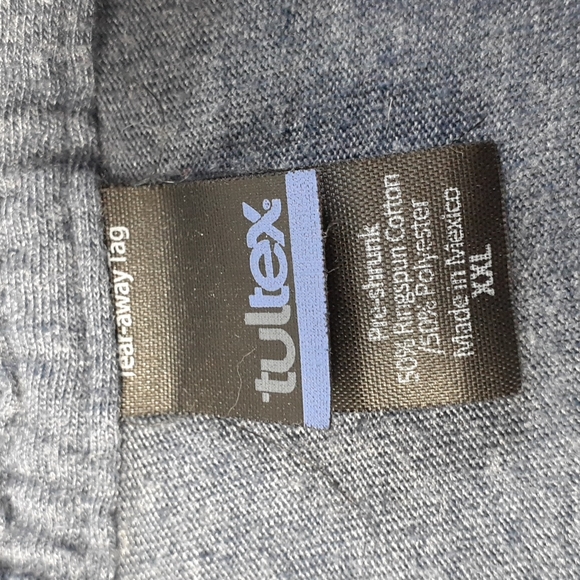 Tear-away Tag
tultex®
Pre-shrunk
50% Ringspun Cotton
/50% Polyester
Made in Mexico
XXL